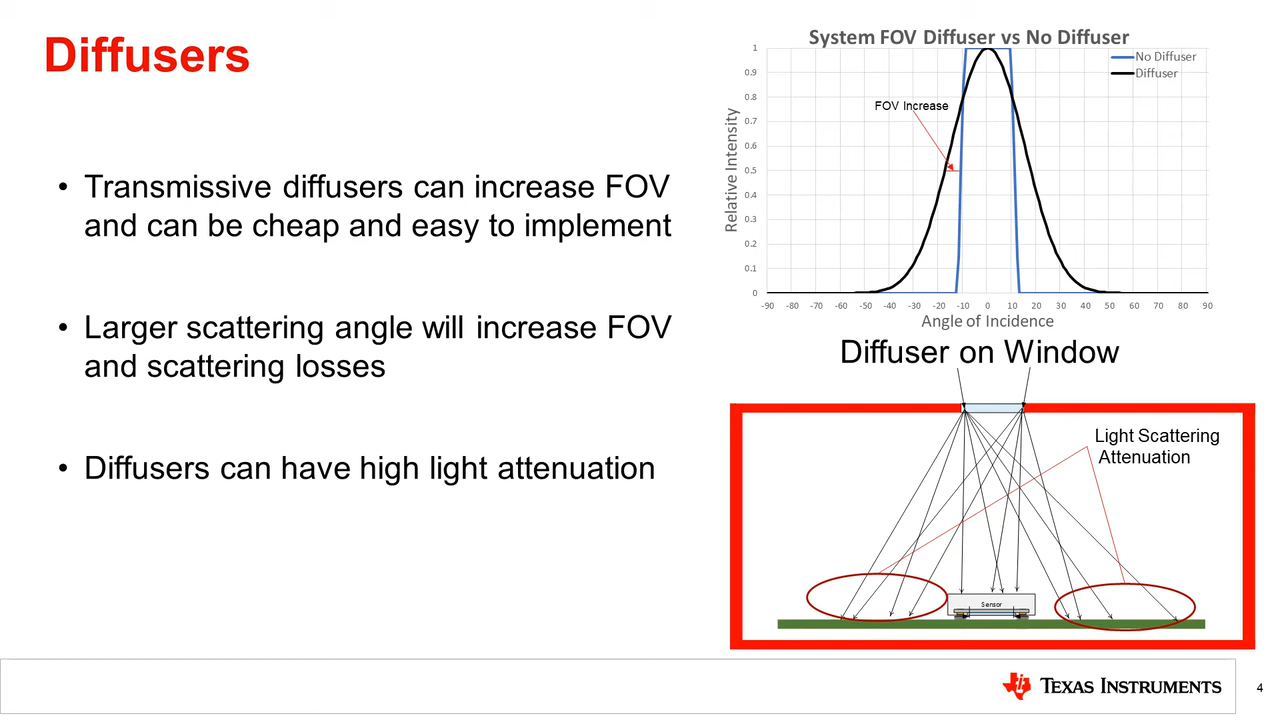 Diffusers
• Transmissive diffusers can increase FOV
and can be cheap and easy to implement
• Larger scattering angle will increase FOV
and scattering losses
• Diffusers can have high light attenuation
System FOV Diffuser vs No Diffuser
No Diffuser
Diffuser
FOV Increase
Relative Intensity
1
0.9
0.8
0.7
0.6
0.5
0.4
0.3
0.2
0.1
0
-90 -80 -70 -60 -50 -40 -30 -20 -10 0 10 20 30 40 50 60 70 80 90
Angle of Incidence
Diffuser on Window
Light Scattering
Attenuation
Sensor
TEXAS INSTRUMENTS
4